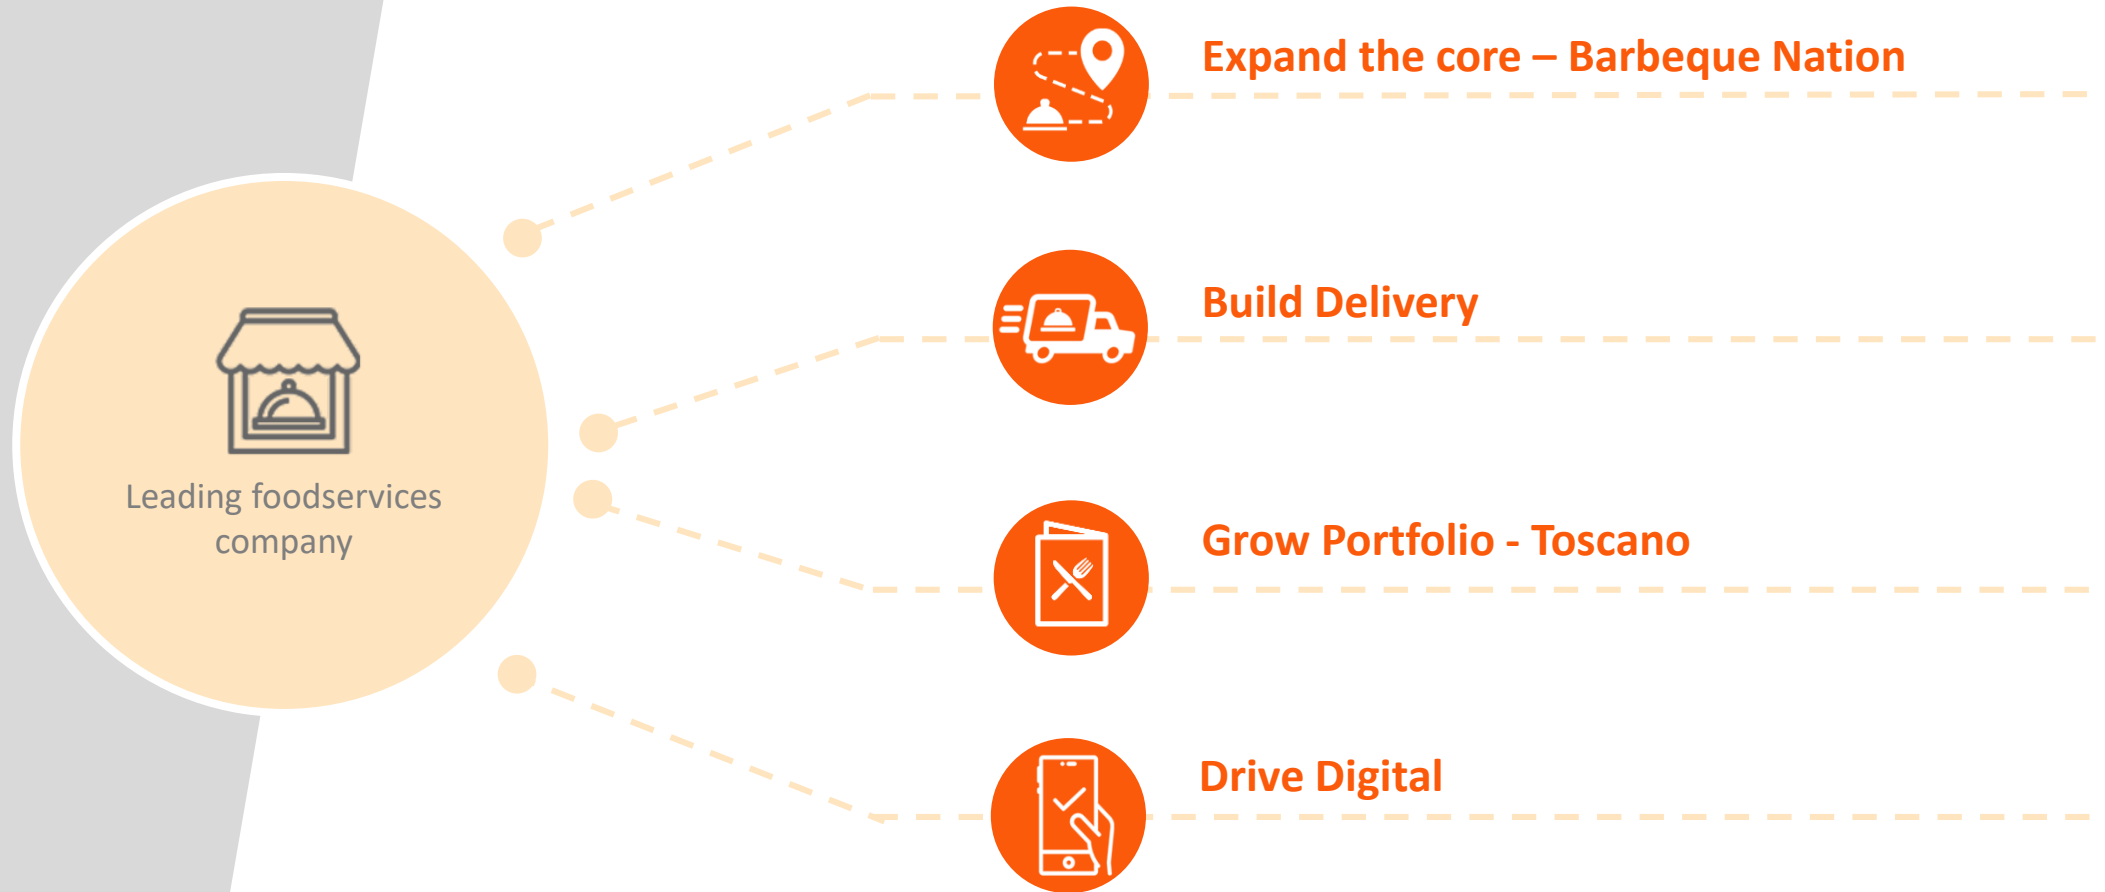 Expand the core – Barbeque Nation
Build Delivery
Leading foodservices
company
Grow Portfolio - Toscano
Drive Digital